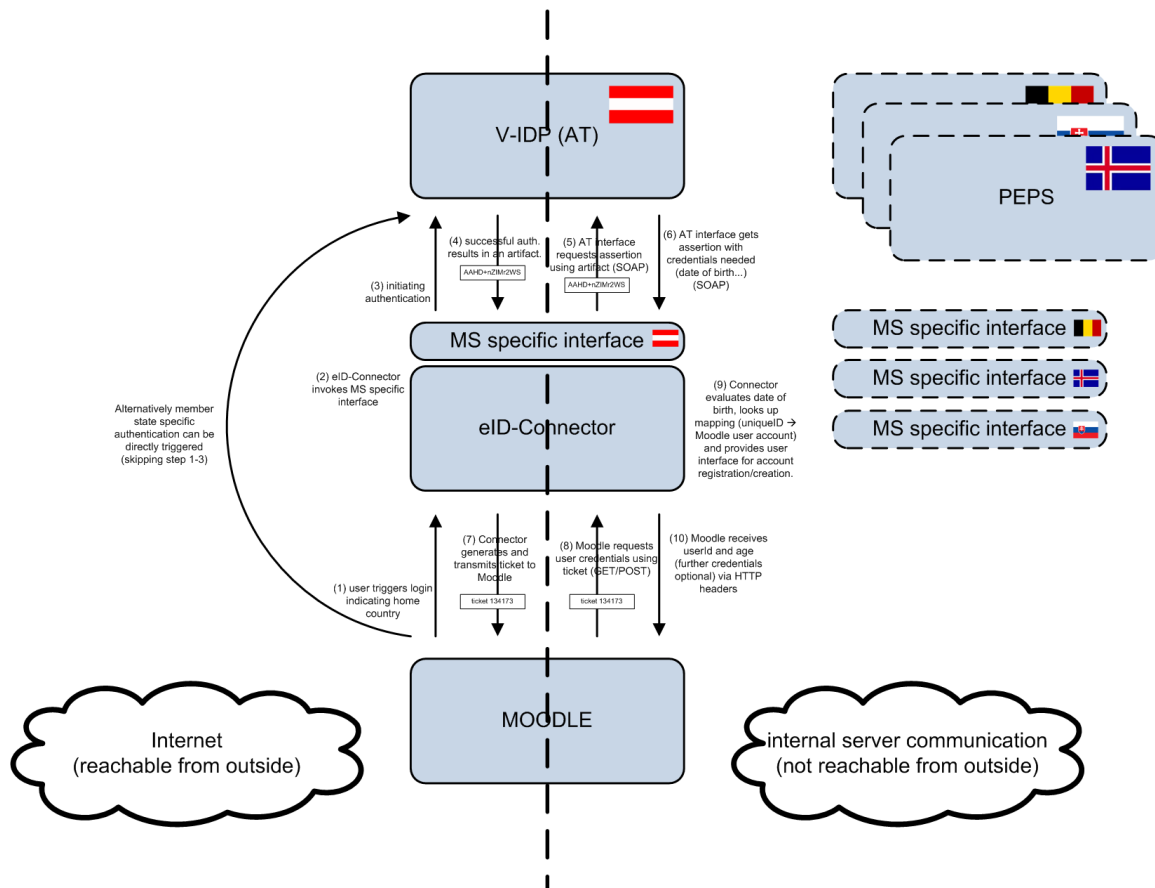 V-IDP (AT)
PEPS
(4) successful auth.
results in an artifact.
AAHD+nZIMr2WS
(5) AT interface
requests assertion
using artifact (SOAP)
AAHD+nZIMr2WS
(6) AT interface gets
assertion with
credentials needed
(date of birth...)
(SOAP)
(3) initiating
authentication
MS specific interface
MS specific interface
MS specific interface
MS specific interface
(2) eID-Connector
invokes MS specific
interface
eID-Connector
(9) Connector
evaluates date of
birth, looks up
mapping (uniqueID →
Moodle user account)
and provides user
interface for account
registration/creation.
Alternatively member
state specific
authentication can be
directly triggered
(skipping step 1-3)
(7) Connector
generates and
transmits ticket to
Moodle
ticket 134173
(8) Moodle requests
user credentials using
ticket (GET/POST)
ticket 134173
(10) Moodle receives
userId and age
(further credentials
optional) via HTTP
headers
(1) user triggers login
indicating home
country
MOODLE
Internet
(reachable from outside)
internal server communication
(not reachable from outside)